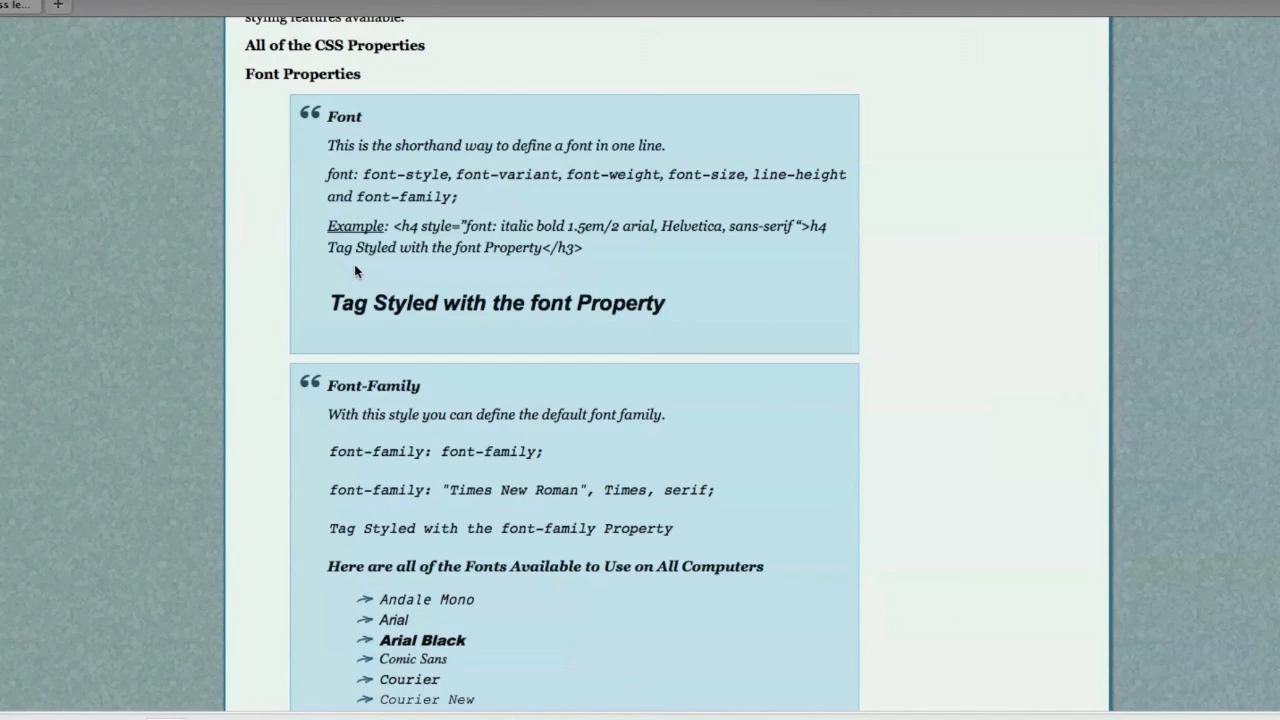 ss le...
+
styling features available.
All of the CSS Properties
Font Properties
“ Font
This is the shorthand way to define a font in one line.
font: font-style, font-variant, font-weight, font-size, line-height
and font-family;
Example: <h4 style=”font: italic bold 1.5em/2 arial, Helvetica, sans-serif “>h4
Tag Styled with the font Property</h3>
Tag Styled with the font Property
“ Font-Family
With this style you can define the default font family.
font-family: font-family;
font-family: "Times New Roman", Times, serif;
Tag Styled with the font-family Property
Here are all of the Fonts Available to Use on All Computers
Andale Mono
Arial
Arial Black
Comic Sans
Courier
Courier New